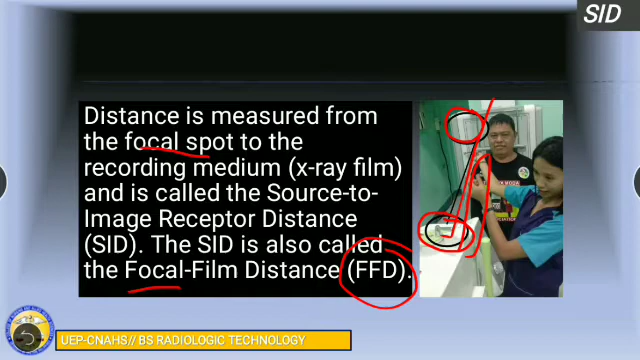 SID
Distance is measured from
the focal spot to the
recording medium (x-ray film)
and is called the Source-to-
Image Receptor Distance
(SID). The SID is also called
the Focal-Film Distance (FFD).
UEP-CNAHS// BS RADIOLOGIC TECHNOLOGY